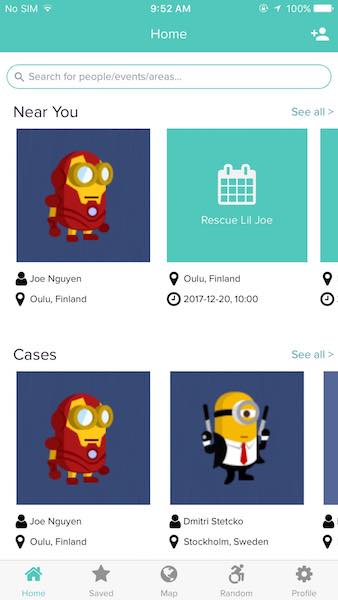 No SIM 9:52 AM 100%
Home
Search for people/events/areas...
Near You See all >
Rescue Lil Joe
Joe Nguyen Oulu, Finland
Oulu, Finland 2017-12-20, 10:00
Cases See all >
Joe Nguyen Dmitri Stetcko
Oulu, Finland Stockholm, Sweden
Home Saved Map Random Profile